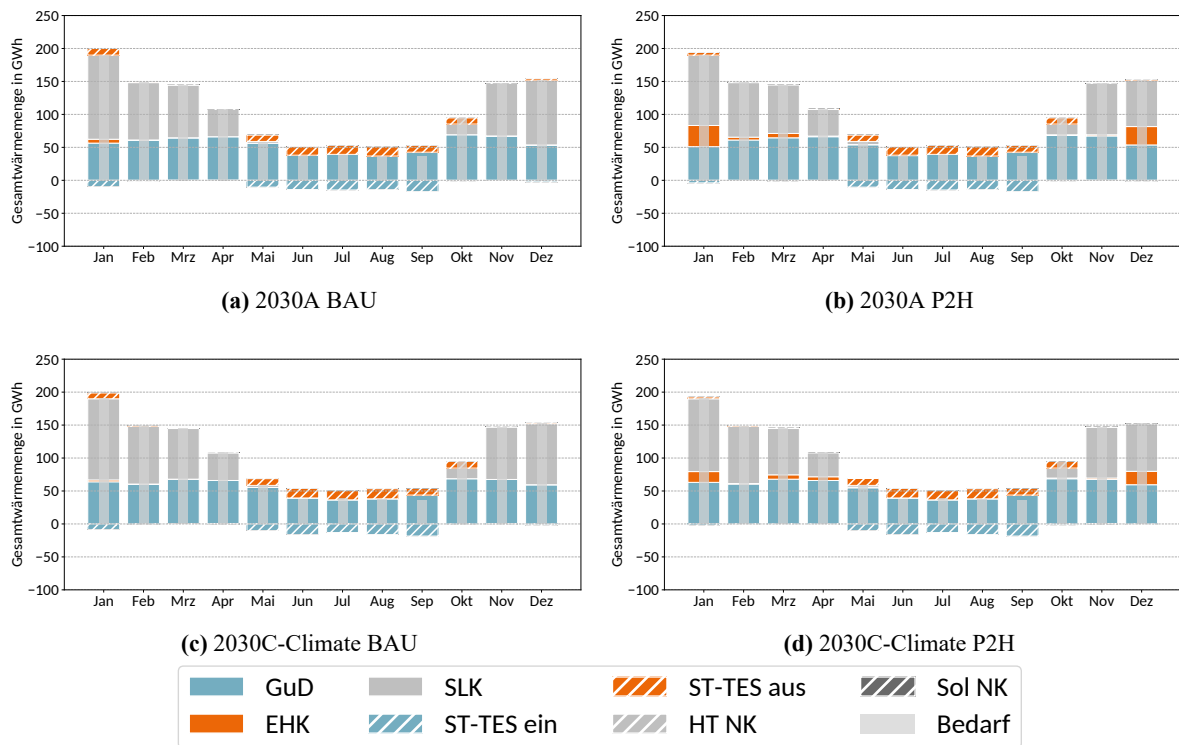 Gesamtwärmemenge in GWh
250
200
150
100
50
0
−50
−100
Jan Feb Mrz Apr Mai Jun Jul Aug Sep Okt Nov Dez
(a) 2030A BAU
Gesamtwärmemenge in GWh
250
200
150
100
50
0
−50
−100
Jan Feb Mrz Apr Mai Jun Jul Aug Sep Okt Nov Dez
(b) 2030A P2H
Gesamtwärmemenge in GWh
250
200
150
100
50
0
−50
−100
Jan Feb Mrz Apr Mai Jun Jul Aug Sep Okt Nov Dez
(c) 2030C-Climate BAU
Gesamtwärmemenge in GWh
250
200
150
100
50
0
−50
−100
Jan Feb Mrz Apr Mai Jun Jul Aug Sep Okt Nov Dez
(d) 2030C-Climate P2H
GuD SLK ST-TES aus Sol NK
EHK ST-TES ein HT NK Bedarf